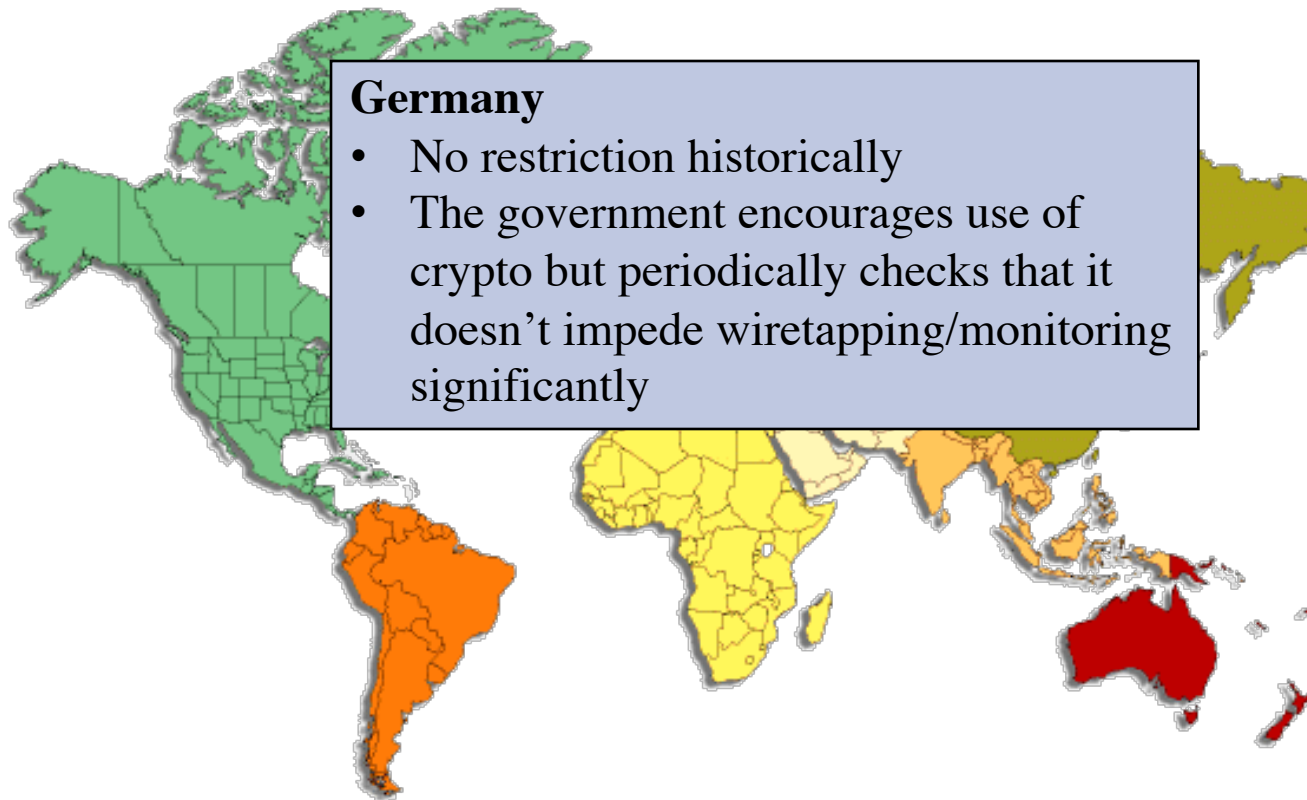 Germany
• No restriction historically
• The government encourages use of
crypto but periodically checks that it
doesn’t impede wiretapping/monitoring
significantly